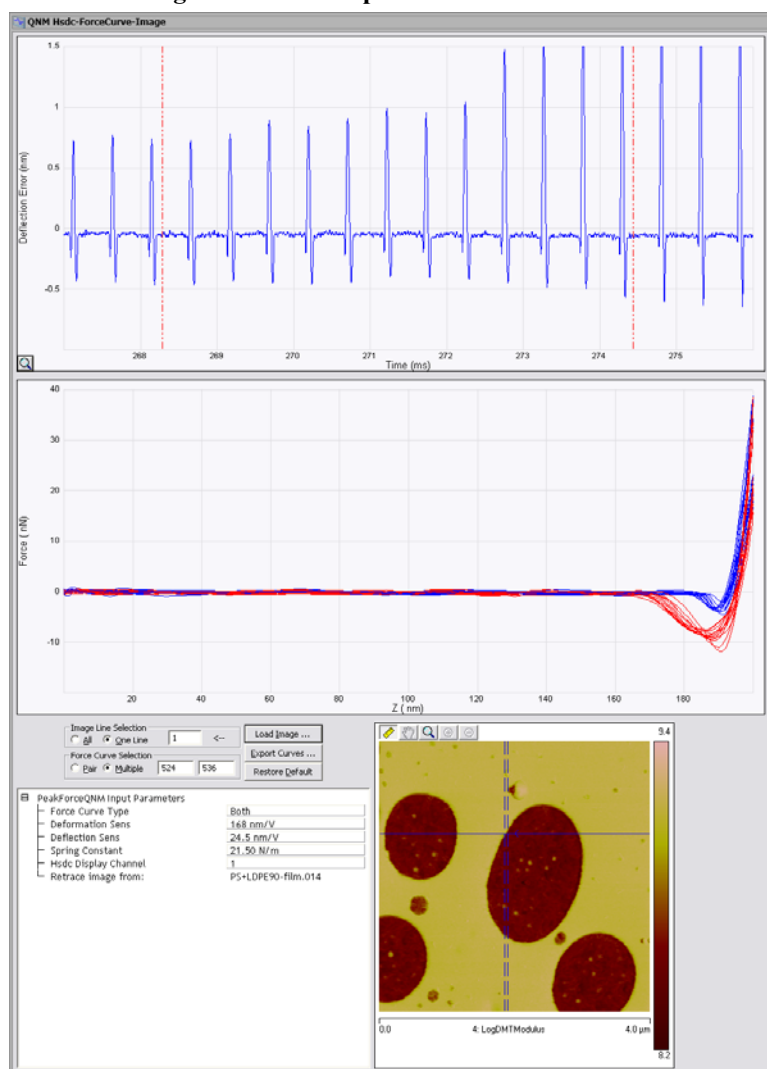 QNM Hsdc-ForceCurve-Image
1.5
1
0.5
0
-0.5
Deflection Error (nm)
268 269 270 271 272 273 274 275
Time (ms)
40
30
20
10
0
-10
Force ( nN)
20 40 60 80 100 120 140 160 180
Z ( nm)
Image Line Selection
All One Line 1 <--
Load Image ...
Force Curve Selection
Pair Multiple 524 536
Export Curves ...
Restore Default
PeakForceQNM Input Parameters
Force Curve Type Both
Deformation Sens 168 nm/V
Deflection Sens 24.5 nm/V
Spring Constant 21.50 N/m
Hsdc Display Channel 1
Retrace image from: PS+LDPE90-film.014
9.4
8.2
0.0 4: LogDMTModulus 4.0 µm